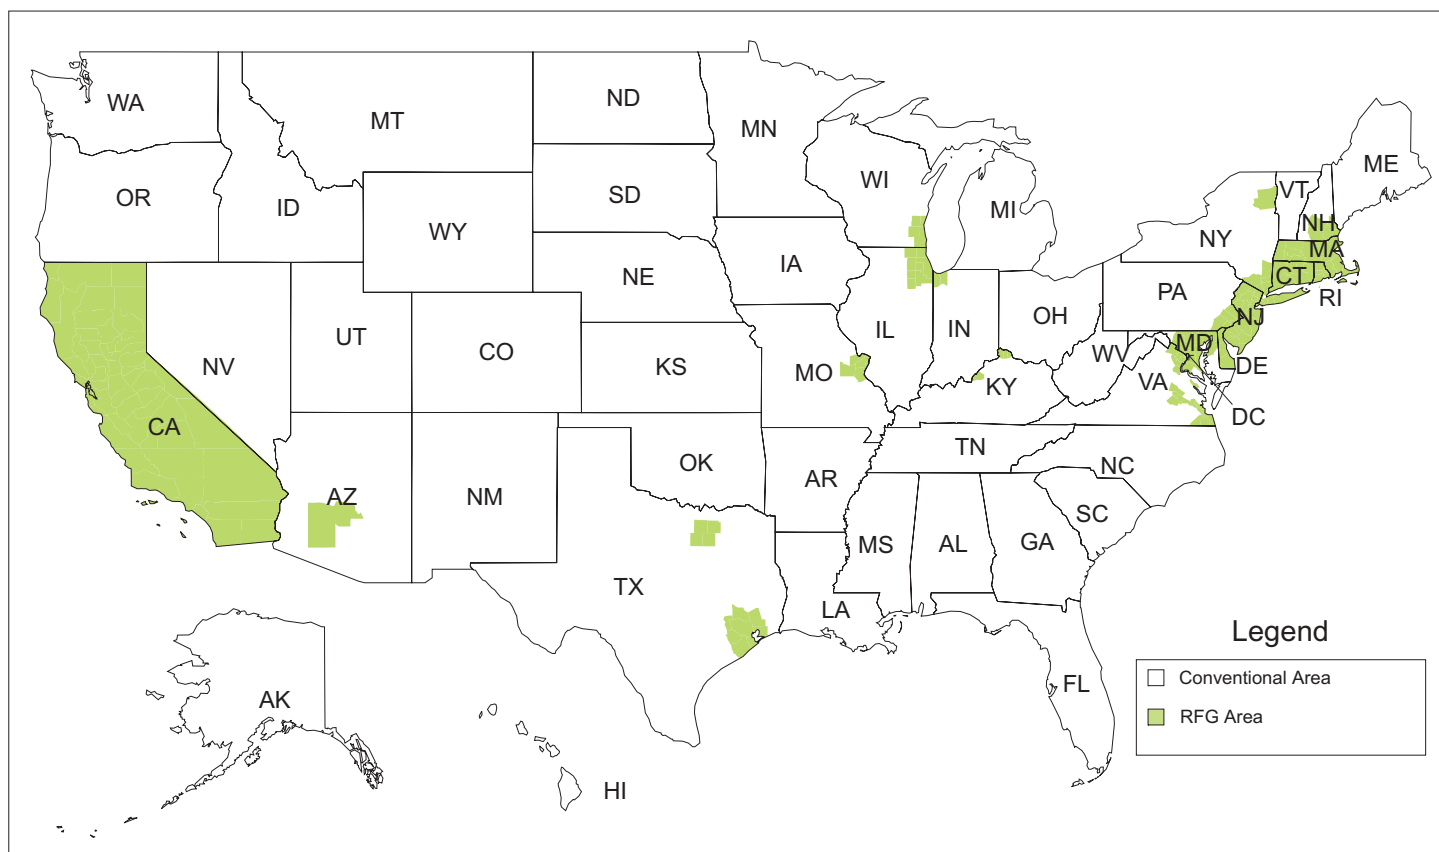 WA
MT
ND
MN
ME
WI
VT
OR
ID
SD
MI
NH
WY
NY
MA
IA
NE
CT
PA
RI
NJ
OH
IL
IN
UT
MD
CO
NV
WV
DE
KS
MO
KY
VA
DC
CA
TN
OK
NC
AR
AZ
NM
SC
MS
AL
GA
TX
LA
FL
AK
HI
Legend
Conventional Area
RFG Area